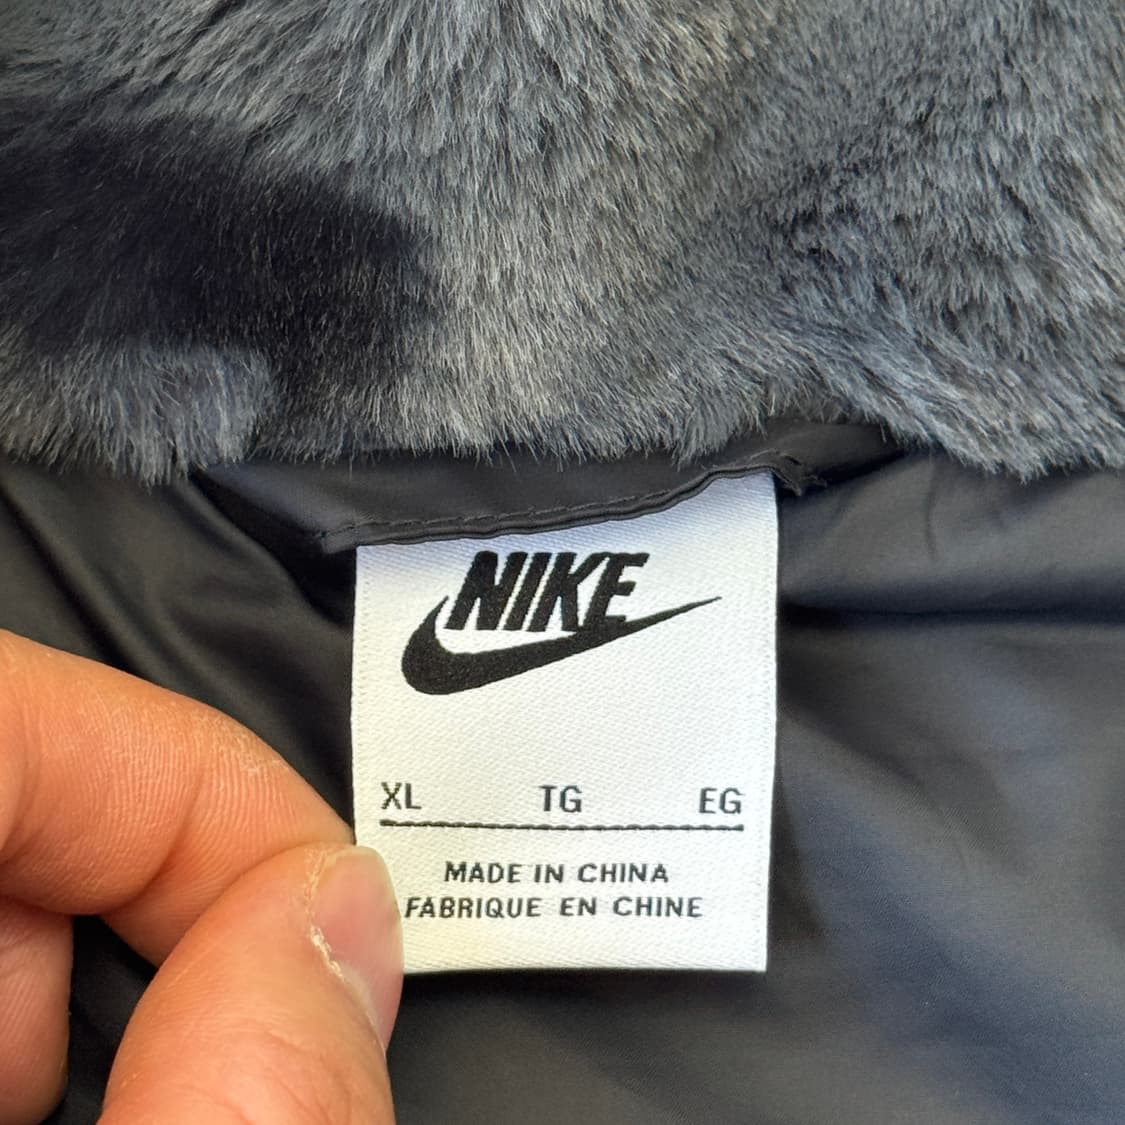 NIKE
XL TG EG
MADE IN CHINA
FABRIQUE EN CHINE